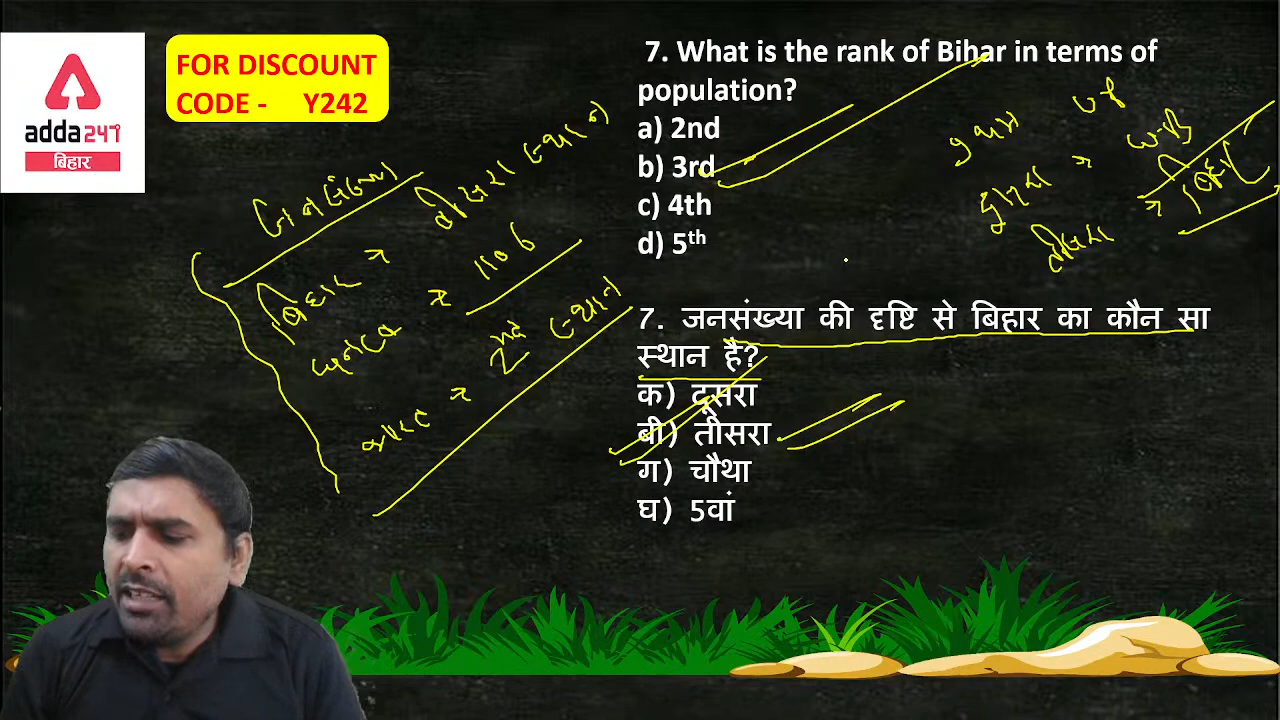 FOR DISCOUNT
CODE - Y242
adda247
बिहार
7. What is the rank of Bihar in terms of
population?
a) 2nd
b) 3rd
c) 4th
d) 5th
7. जनसंख्या की दृष्टि से बिहार का कौन सा
स्थान है?
क) दूसरा
बी) तीसरा
ग) चौथा
घ) 5वां
जनसंख्या
बिहार = तीसरा स्थान
घनत्व = 1106
2nd स्थान
प्रथम UP
दूसरा = W-B
तीसरा = बिहार